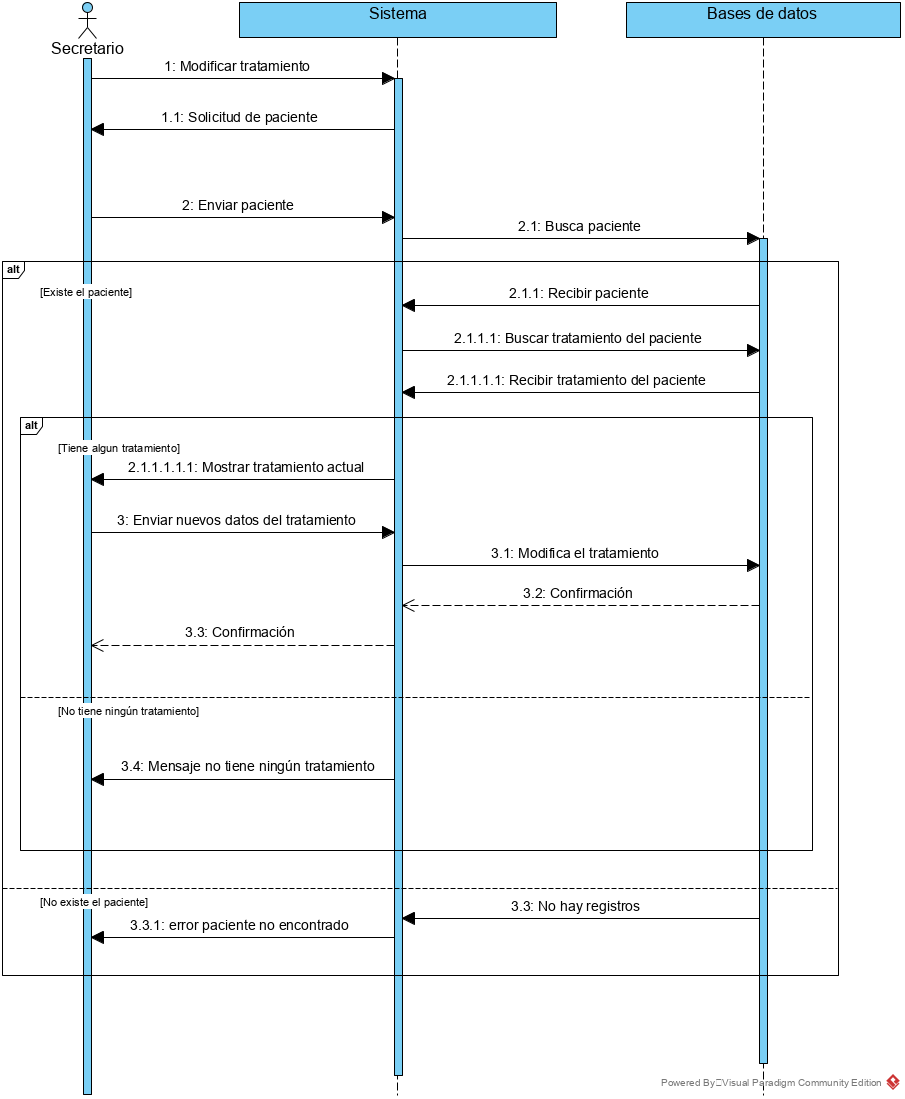 Sistema
Bases de datos
Secretario
1: Modificar tratamiento
1.1: Solicitud de paciente
2: Enviar paciente
2.1: Busca paciente
alt
[Existe el paciente]
2.1.1: Recibir paciente
2.1.1.1: Buscar tratamiento del paciente
2.1.1.1.1: Recibir tratamiento del paciente
alt
[Tiene algun tratamiento]
2.1.1.1.1.1: Mostrar tratamiento actual
3: Enviar nuevos datos del tratamiento
3.1: Modifica el tratamiento
3.2: Confirmación
3.3: Confirmación
[No tiene ningún tratamiento]
3.4: Mensaje no tiene ningún tratamiento
[No existe el paciente]
3.3: No hay registros
3.3.1: error paciente no encontrado
Powered By Visual Paradigm Community Edition